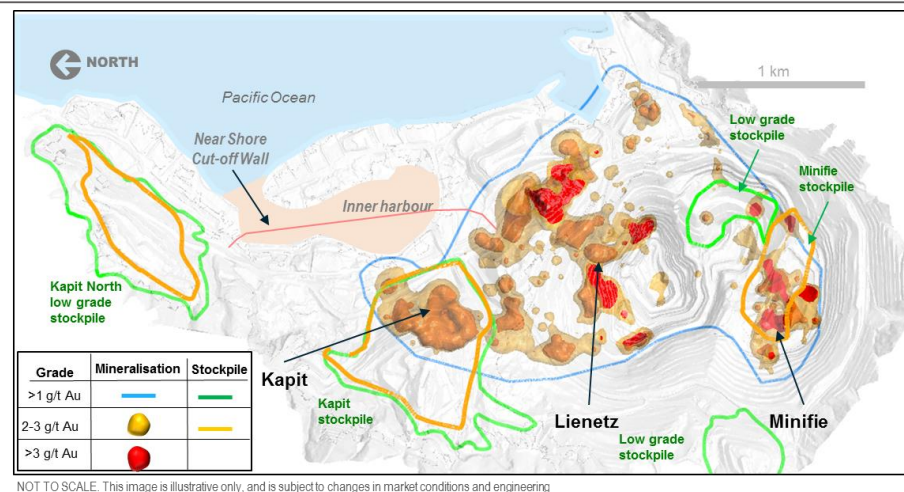 NORTH
1 km
Pacific Ocean
Low grade
stockpile
Near Shore
Cut-off Wall
Minifie
stockpile
Inner harbour
Kapit North
low grade
stockpile
Grade Mineralisation Stockpile
>1 g/t Au
2-3 g/t Au
>3 g/t Au
Kapit
Kapit
stockpile
Lienetz
Minifie
Low grade
stockpile
NOT TO SCALE. This image is illustrative only, and is subject to changes in market conditions and engineering